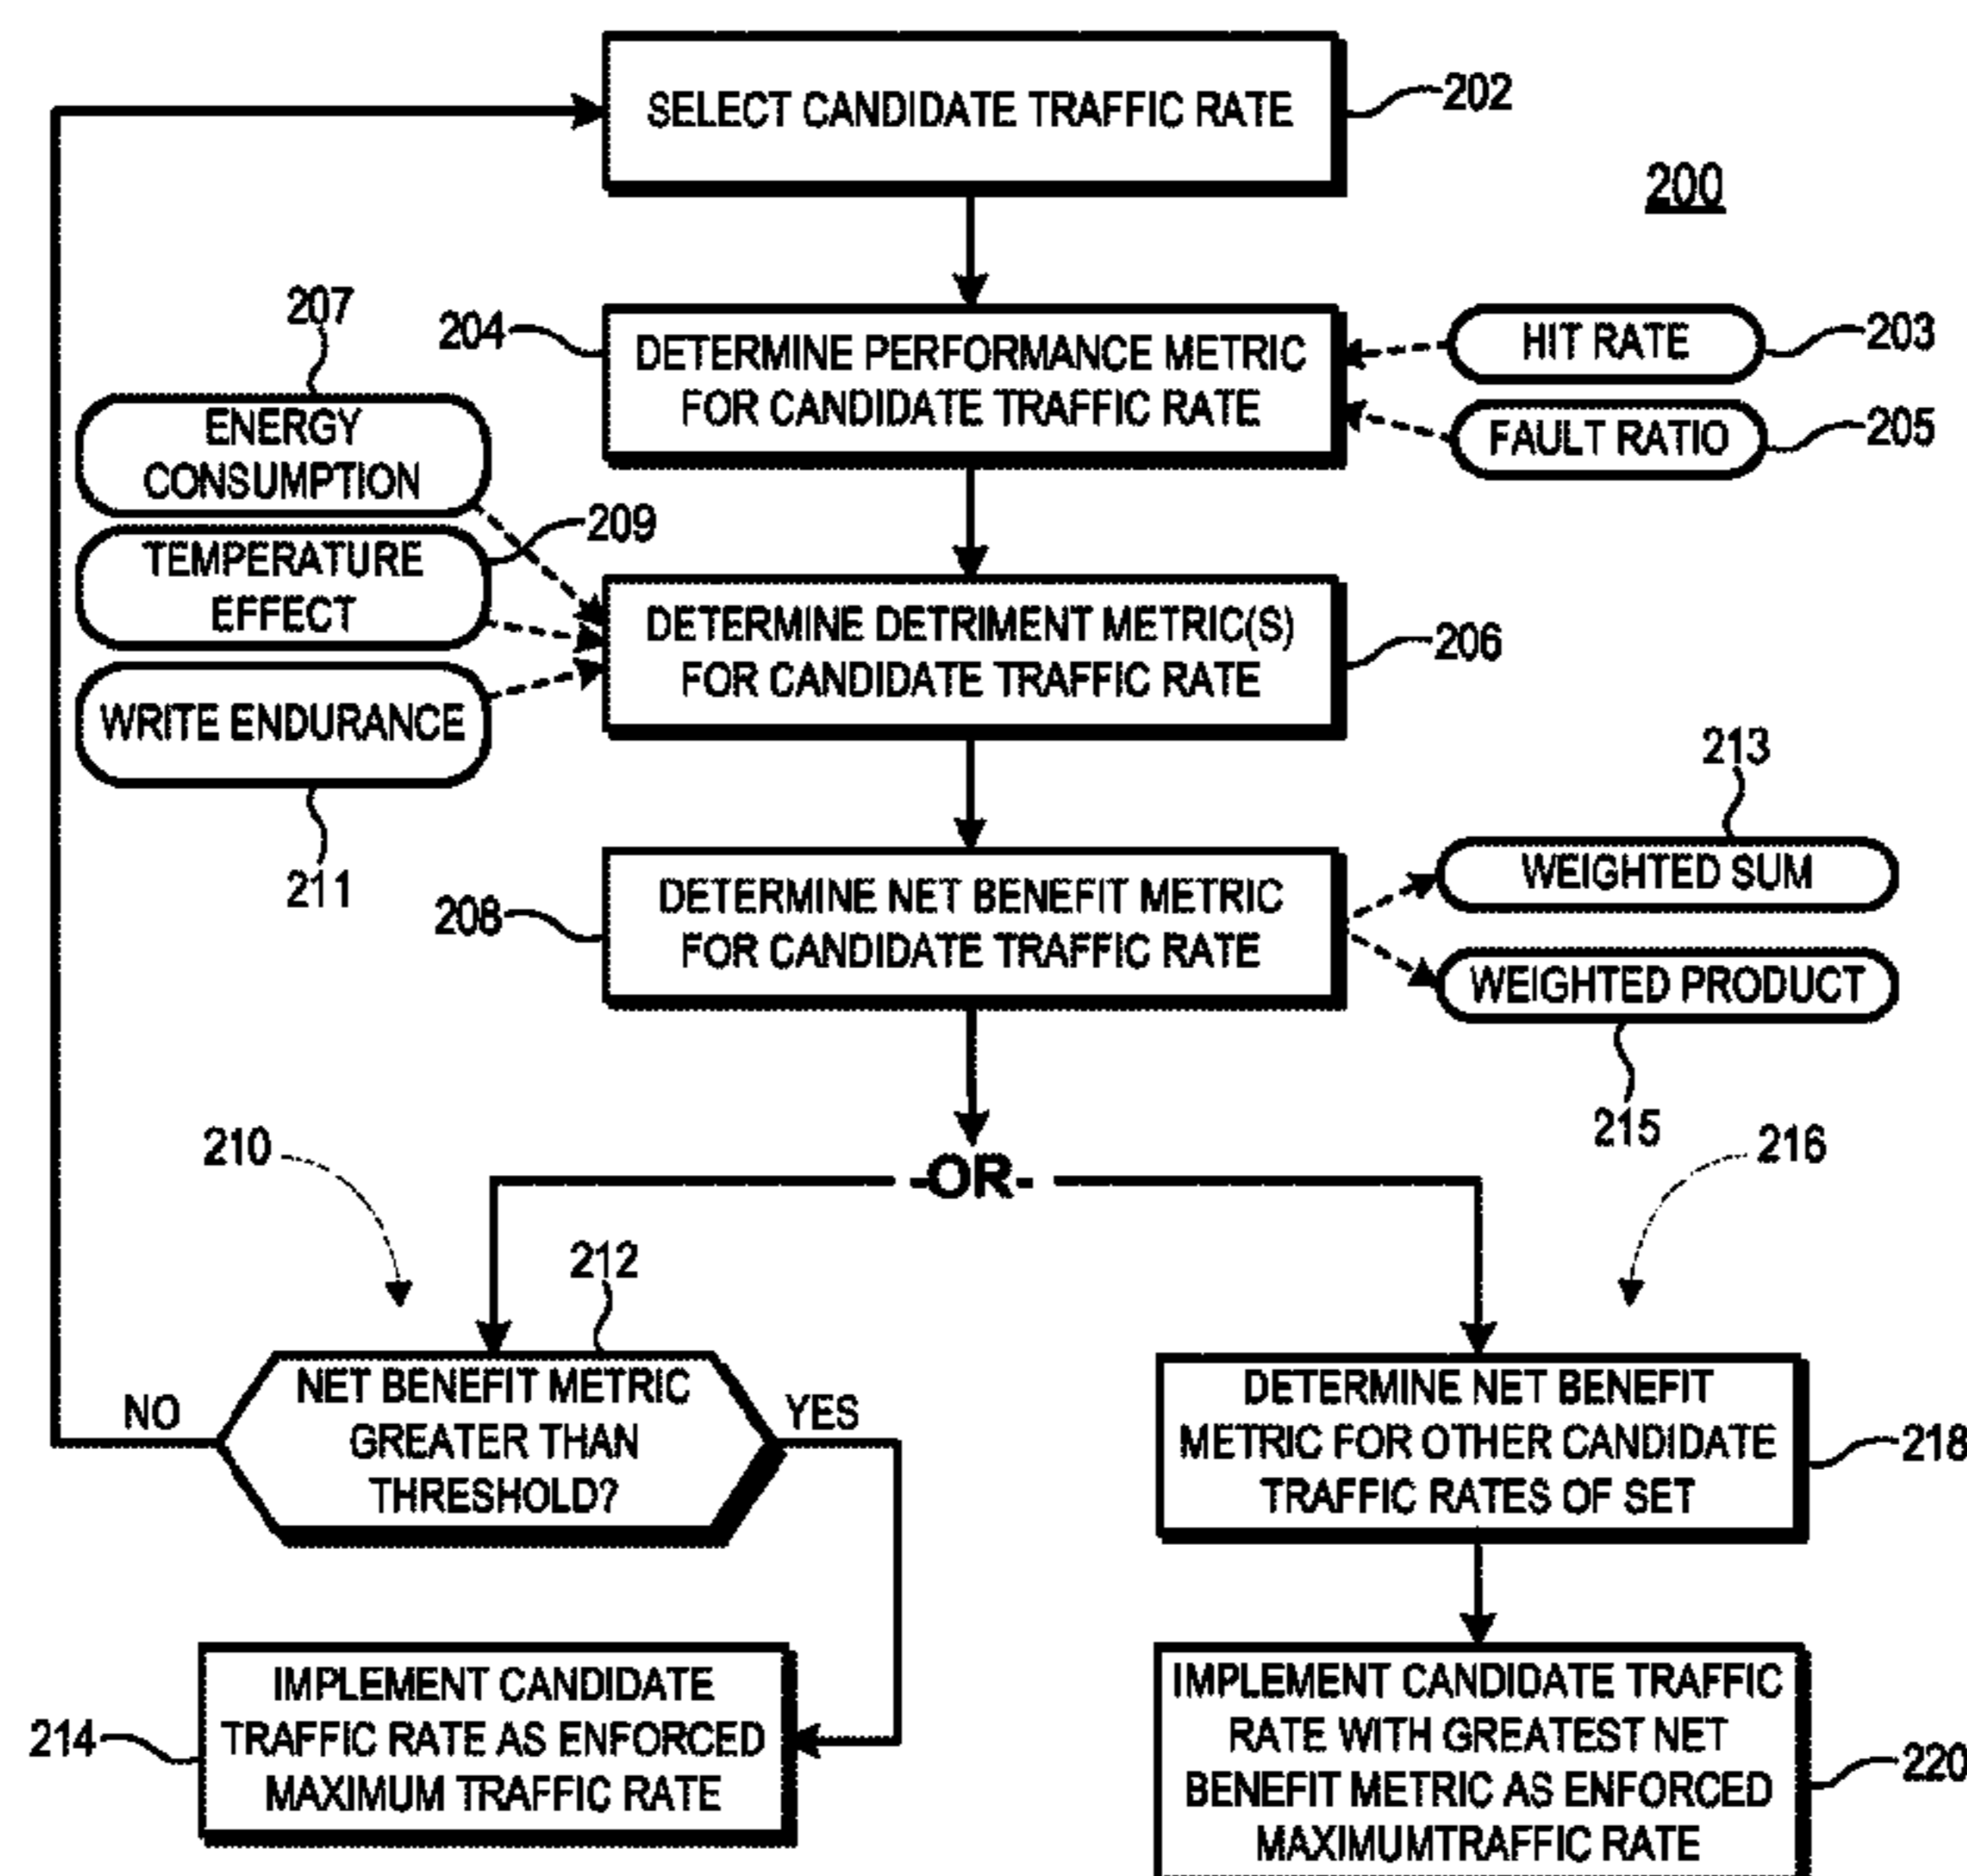 SELECT CANDIDATE TRAFFIC RATE
202
200
207
204
DETERMINE PERFORMANCE METRIC
FOR CANDIDATE TRAFFIC RATE
HIT RATE
203
FAULT RATIO
205
ENERGY
CONSUMPTION
209
TEMPERATURE
EFFECT
DETERMINE DETRIMENT METRIC(S)
FOR CANDIDATE TRAFFIC RATE
206
WRITE ENDURANCE
211
213
208
DETERMINE NET BENEFIT METRIC
FOR CANDIDATE TRAFFIC RATE
WEIGHTED SUM
WEIGHTED PRODUCT
215
210
-OR-
216
212
NO
NET BENEFIT METRIC
GREATER THAN
THRESHOLD?
YES
DETERMINE NET BENEFIT
METRIC FOR OTHER CANDIDATE
TRAFFIC RATES OF SET
218
214
IMPLEMENT CANDIDATE
TRAFFIC RATE AS ENFORCED
MAXIMUM TRAFFIC RATE
IMPLEMENT CANDIDATE TRAFFIC
RATE WITH GREATEST NET
BENEFIT METRIC AS ENFORCED
MAXIMUMTRAFFIC RATE
220